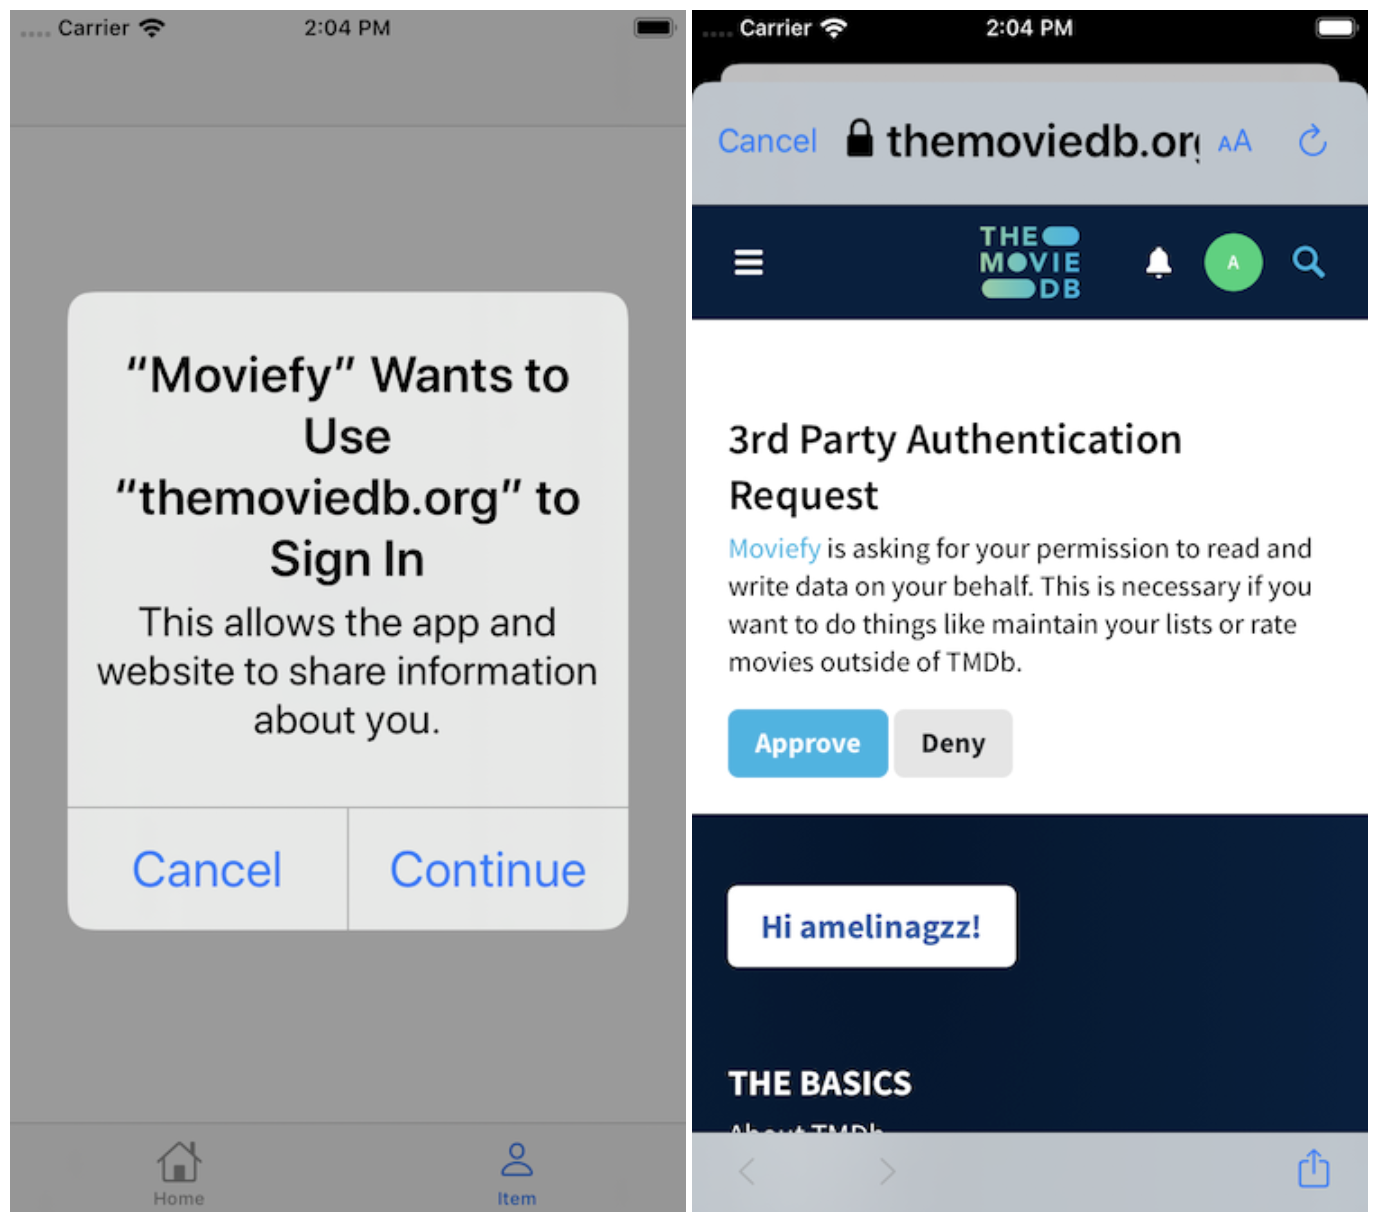 Carrier 2:04 PM
“Moviefy” Wants to
Use
“themoviedb.org” to
Sign In
This allows the app and
website to share information
about you.
Cancel Continue
Home Item
Carrier 2:04 PM
Cancel themoviedb.org AA
THE
MOVIE
DB
A
3rd Party Authentication
Request
Moviefy is asking for your permission to read and
write data on your behalf. This is necessary if you
want to do things like maintain your lists or rate
movies outside of TMDb.
Approve Deny
Hi amelinagzz!
THE BASICS
About TMDb